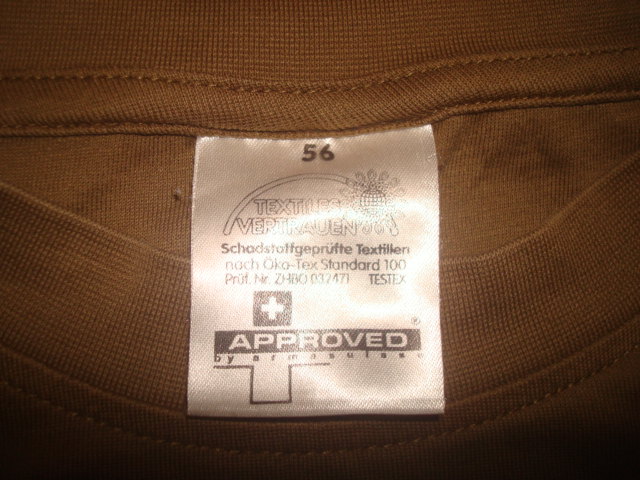 56
TEXTILES
VERTRAUEN
Schadstoffgeprüfte Textilien
nach Öko-Tex Standard 100
Prüf. Nr. ZHBO 032471 TESTEX
®
APPROVED
by armasuisse